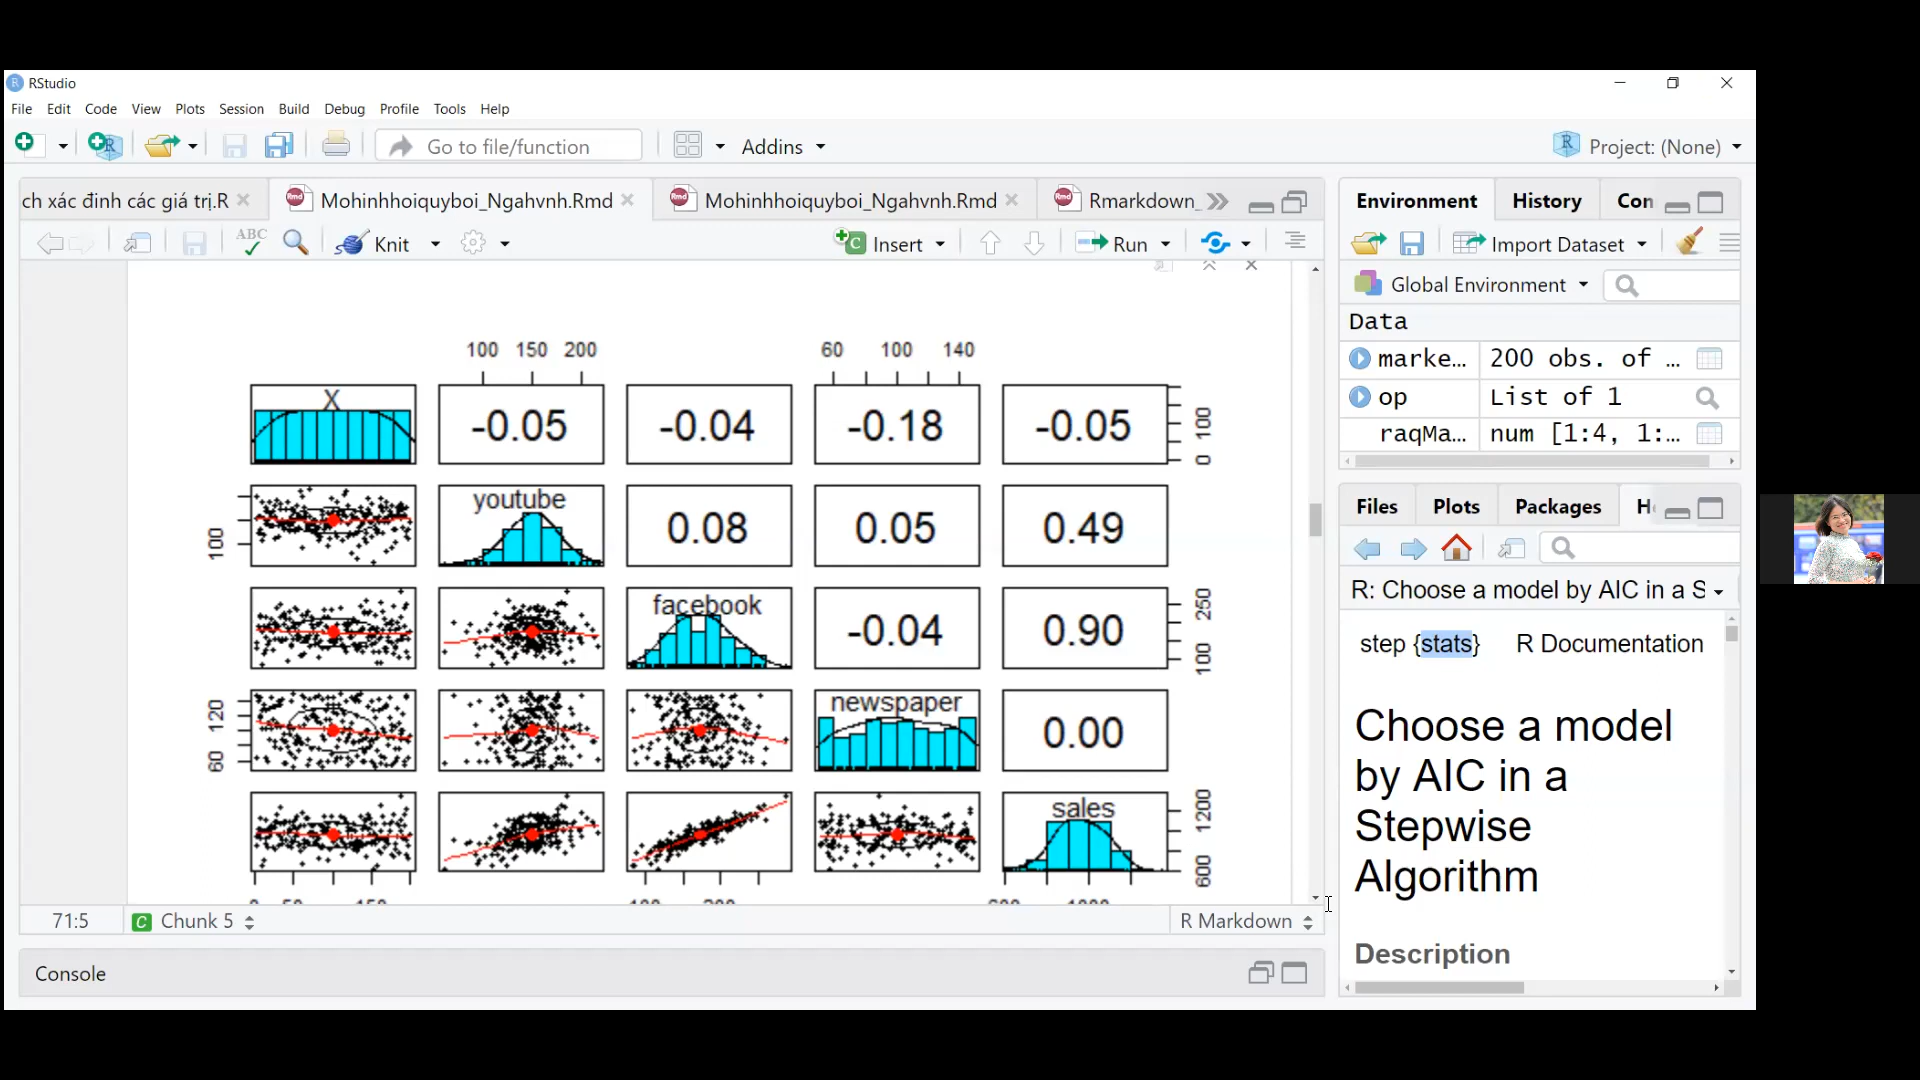 RStudio
File Edit Code View Plots Session Build Debug Profile Tools Help
Go to file/function Addins Project: (None)
ch xác đinh các giá trị.R Mohinhhoiquyboi_Ngahvnh.Rmd Mohinhhoiquyboi_Ngahvnh.Rmd Rmarkdown_
ABC Knit Insert Run
100 150 200 60 100 140
X -0.05 -0.04 -0.18 -0.05 0 100
100 youtube 0.08 0.05 0.49
facebook -0.04 0.90 100 250
60 120 newspaper 0.00
sales 600 1200
71:5 Chunk 5 R Markdown
Console
Environment History Con
Import Dataset
Global Environment
Data
marke... 200 obs. of ...
op List of 1
raqMa... num [1:4, 1:...
Files Plots Packages
R: Choose a model by AIC in a S
step {stats} R Documentation
Choose a model
by AIC in a
Stepwise
Algorithm
Description